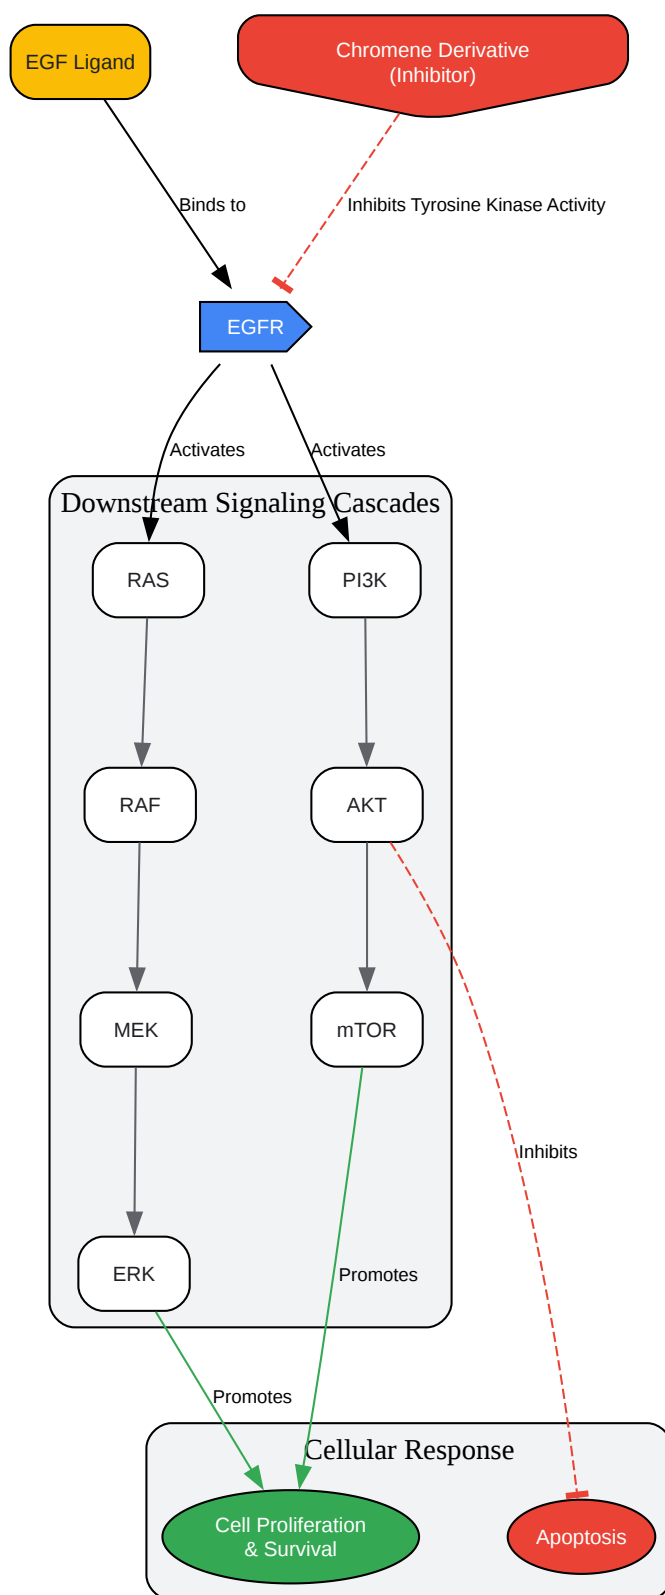 EGF Ligand
Chromene Derivative
(Inhibitor)
Binds to
Inhibits Tyrosine Kinase Activity
EGFR
Activates
Activates
Downstream Signaling Cascades
RAS
PI3K
RAF
AKT
MEK
mTOR
Inhibits
ERK
Promotes
Promotes
Cellular Response
Cell Proliferation
& Survival
Apoptosis